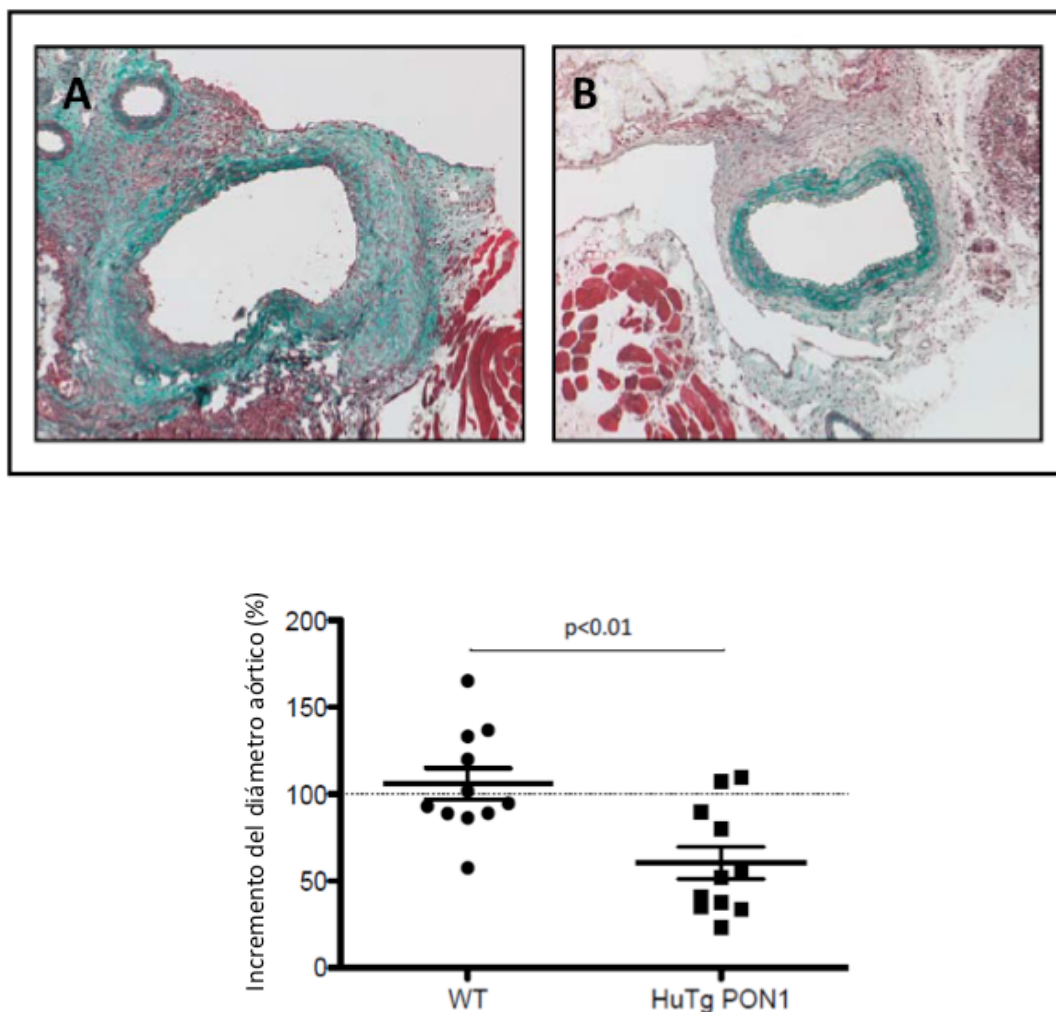 A
B
Incremento del diámetro aórtico (%)
200
p<0.01
150
100
50
0
WT
HuTg PON1